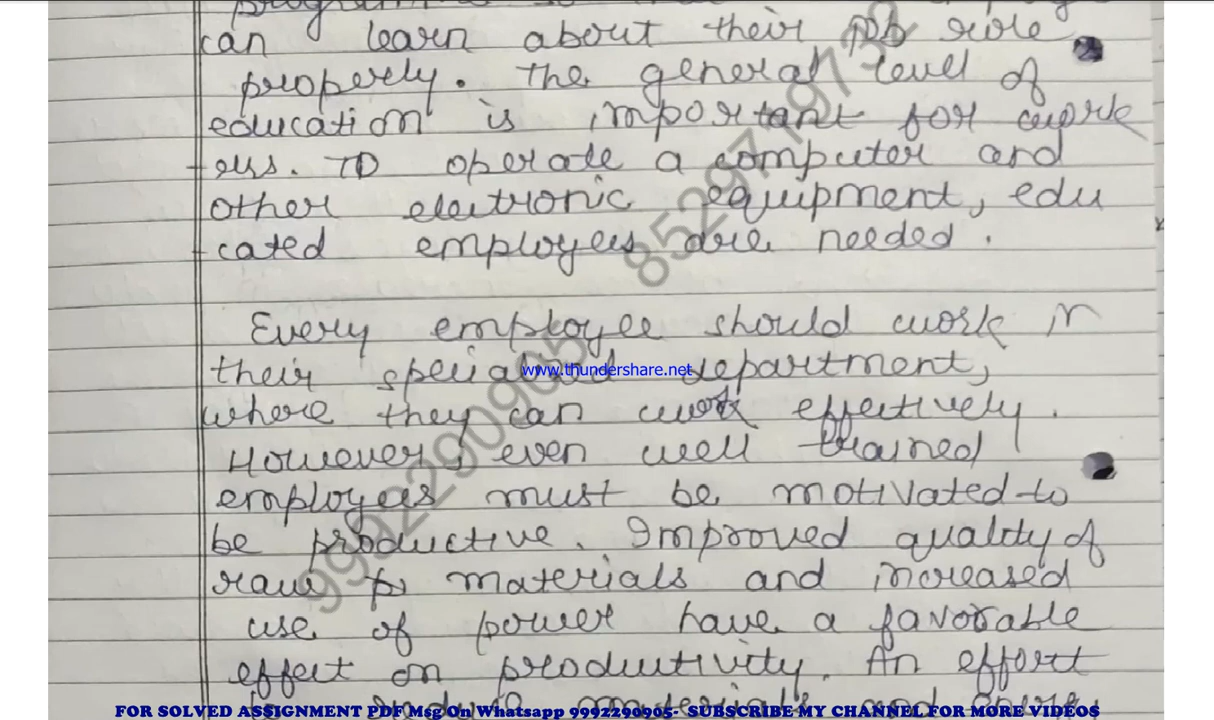 can learn about their job role
properly. The general level of
education is important for work
ers. TO operate a computer and
other electronic equipment, edu
cated employees are needed.
Every employee should work in
their specialized department,
where they can work effectively.
However, even well trained
employees must be motivated to
be productive. Improved quality of
raw materials and increased
use of power have a favorable
effect on productivity. An effort
www.thundershare.net
9992290905
FOR SOLVED ASSIGNMENT PDF Msg On Whatsapp 9992290905- SUBSCRIBE MY CHANNEL FOR MORE VIDEOS